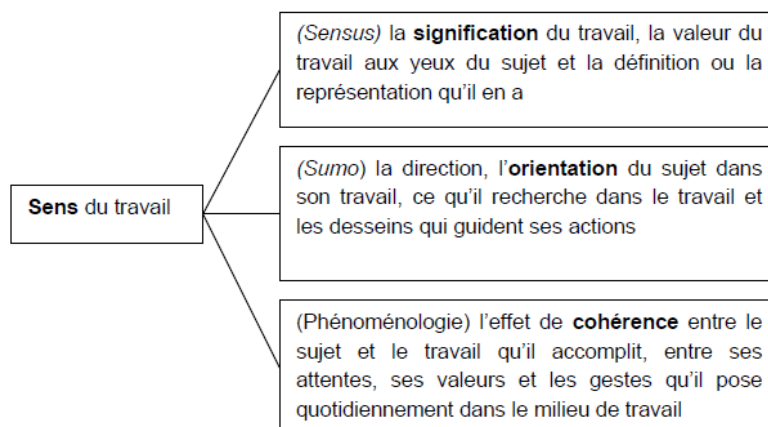 (Sensus) la signification du travail, la valeur du
travail aux yeux du sujet et la définition ou la
représentation qu'il en a
(Sumo) la direction, l'orientation du sujet dans
son travail, ce qu'il recherche dans le travail et
les desseins qui guident ses actions
Sens du travail
(Phénoménologie) l'effet de cohérence entre le
sujet et le travail qu'il accomplit, entre ses
attentes, ses valeurs et les gestes qu'il pose
quotidiennement dans le milieu de travail